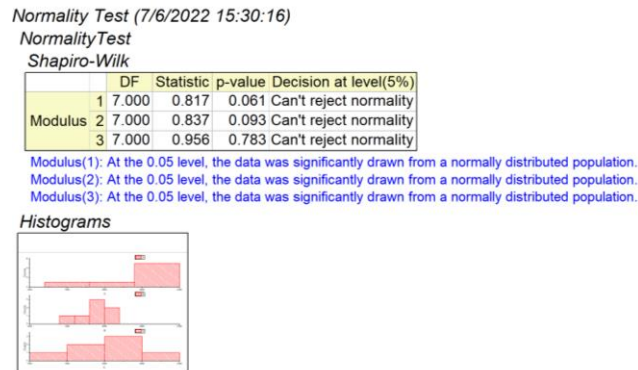 Normality Test (7/6/2022 15:30:16)
NormalityTest
Shapiro-Wilk
DF Statistic p-value Decision at level(5%)
Modulus 1 7.000 0.817 0.061 Can't reject normality
2 7.000 0.837 0.093 Can't reject normality
3 7.000 0.956 0.783 Can't reject normality
Modulus(1): At the 0.05 level, the data was significantly drawn from a normally distributed population.
Modulus(2): At the 0.05 level, the data was significantly drawn from a normally distributed population.
Modulus(3): At the 0.05 level, the data was significantly drawn from a normally distributed population.
Histograms